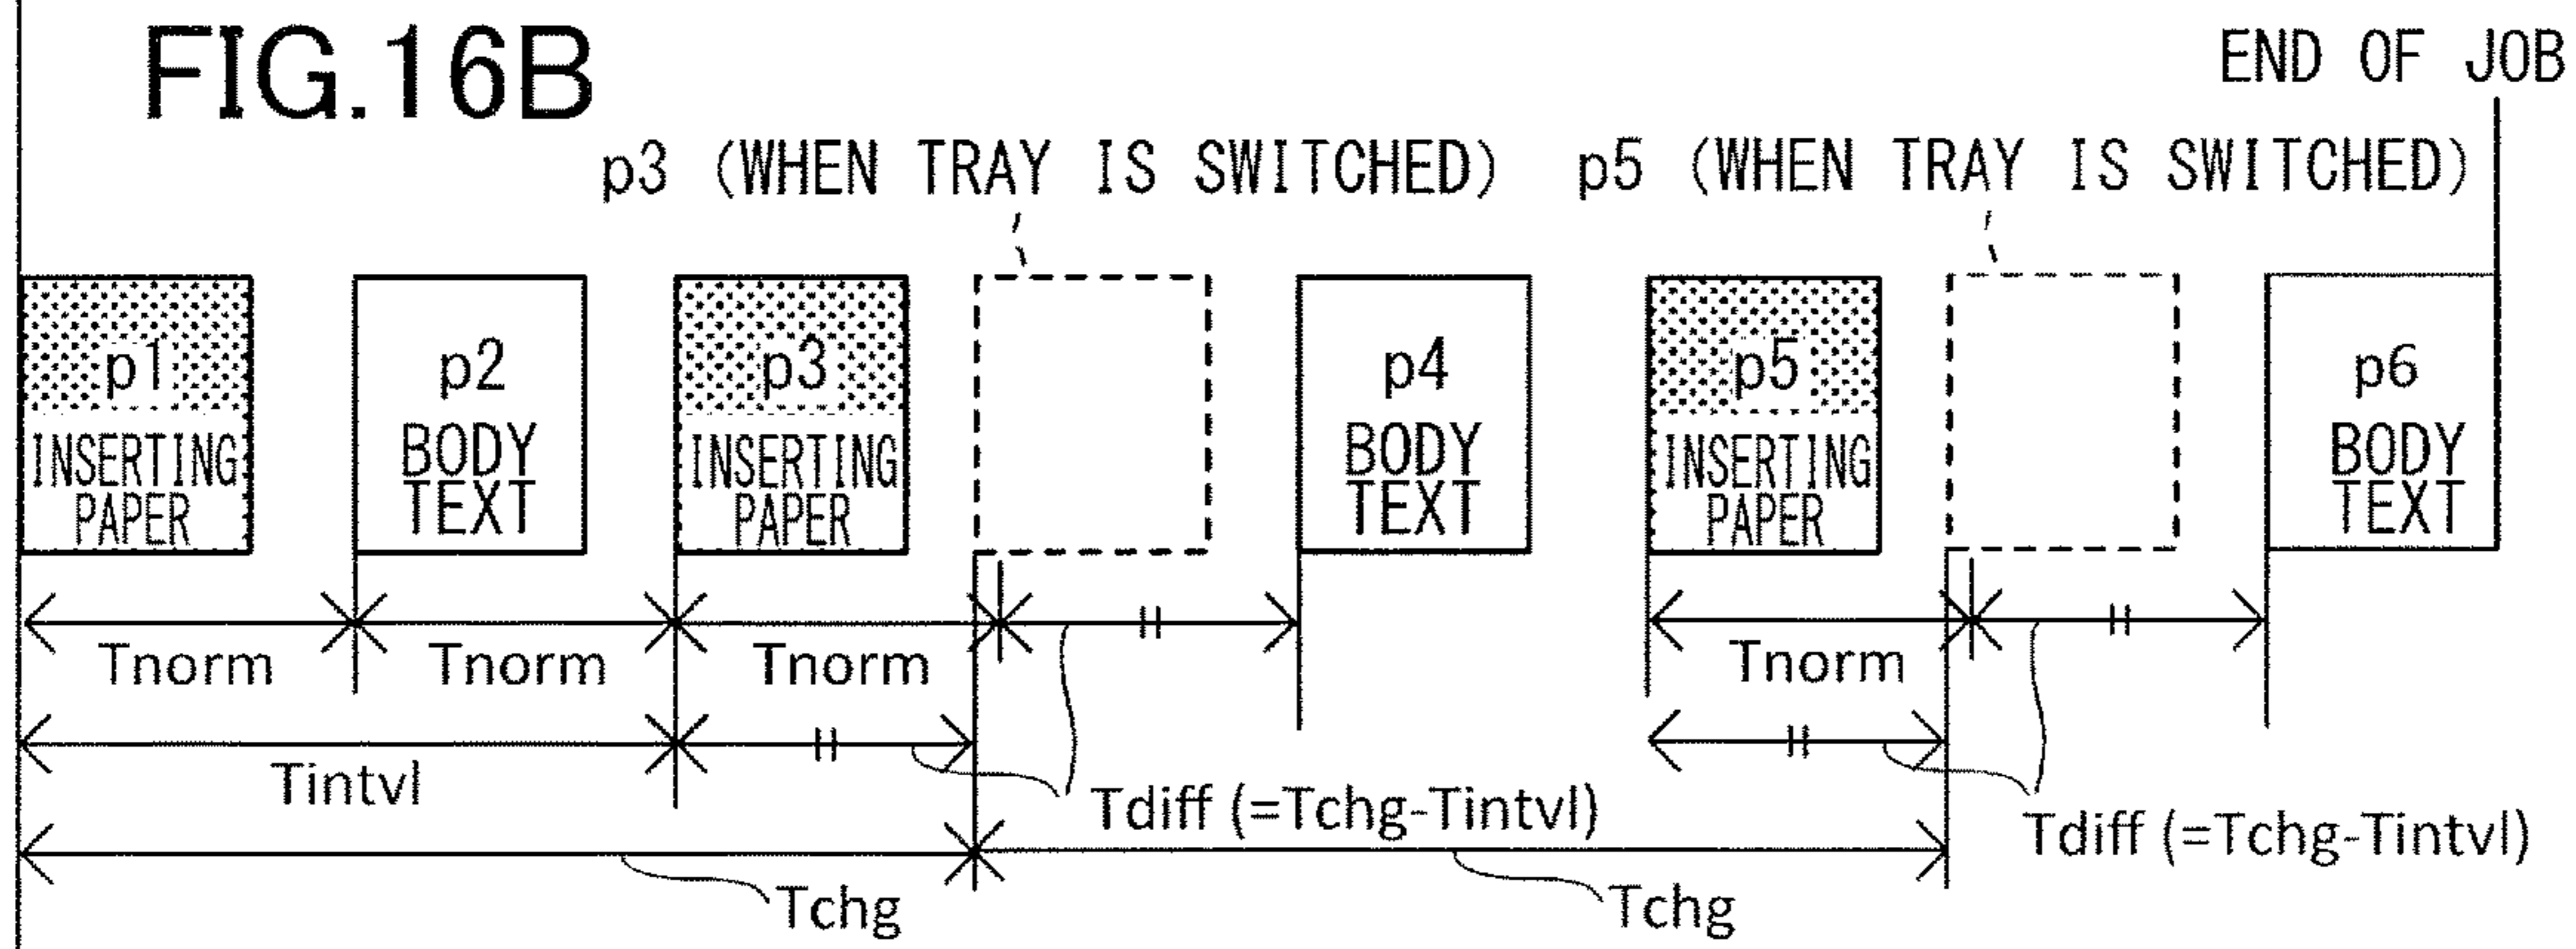 FIG.16B
END OF JOB
p3 (WHEN TRAY IS SWITCHED)
p5 (WHEN TRAY IS SWITCHED)
p1
INSERTING
PAPER
p2
BODY
TEXT
p3
INSERTING
PAPER
p4
BODY
TEXT
p5
INSERTING
PAPER
p6
BODY
TEXT
Tnorm
Tnorm
Tnorm
Tnorm
Tintvl
Tdiff (=Tchg-Tintvl)
Tdiff (=Tchg-Tintvl)
Tchg
Tchg